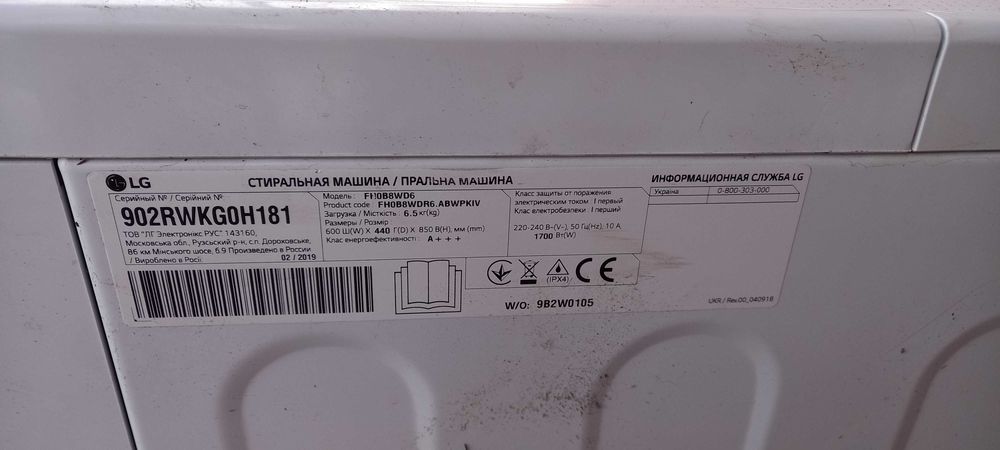 LG
СТИРАЛЬНАЯ МАШИНА / ПРАЛЬНА МАШИНА
ИНФОРМАЦИОННАЯ СЛУЖБА LG
Серийный № / Серійний №
902RWKG0H181
ТОВ "ЛГ Электронікс РУС" 143160,
Московська обл., Рузський р-н, сл. Дороховське,
86 км Мінського шосе, 6.9 Произведено в России
/ Вироблено в Росії 02 / 2019
Модель: FH0B8WD6
Product code FH0B8WDR6.ABWPKIV
Загрузка / Місткість : 6.5 кг(kg)
Размеры / Розмір
600 Ш(W) X 440 Г(D) X 850 В(H), мм (mm)
Клас енергоефективності: A + + +
Класс защиты от поражения
электрическим током : I первый
Клас електробезпеки : I перший
220-240 В~(V~), 50 Гц(Hz), 10 A
1700 Вт(W)
Украина 0-800-303-000
(IPX4)
CE
W/O: 9B2W0105
UKR / Rev.00_040918